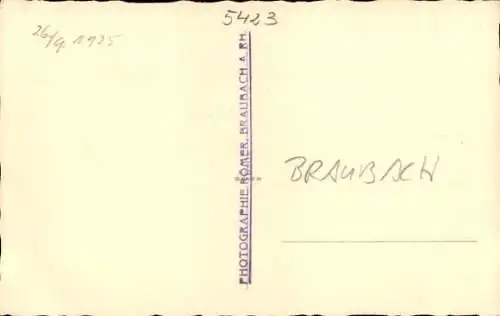 5423
26/9 1925
PHOTOGRAPHIE RÖMER, BRAUBACH A. RH.
BRAUBACH